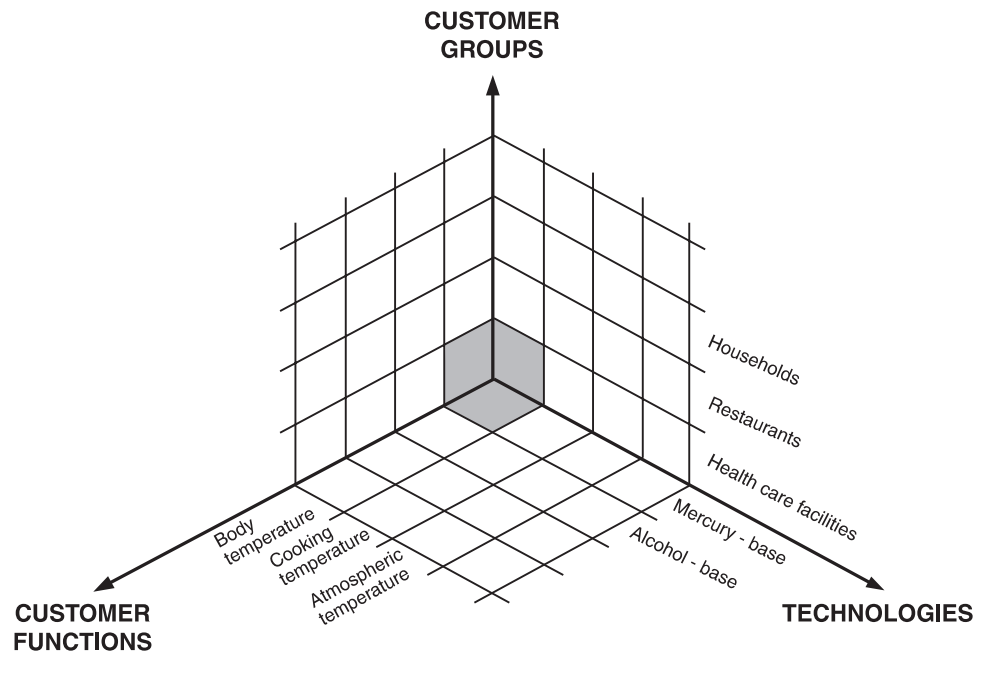 CUSTOMER
GROUPS
Households
Restaurants
Health care facilities
Mercury - base
Alcohol - base
Body
temperature
Cooking
temperature
Atmospheric
temperature
CUSTOMER
FUNCTIONS
TECHNOLOGIES